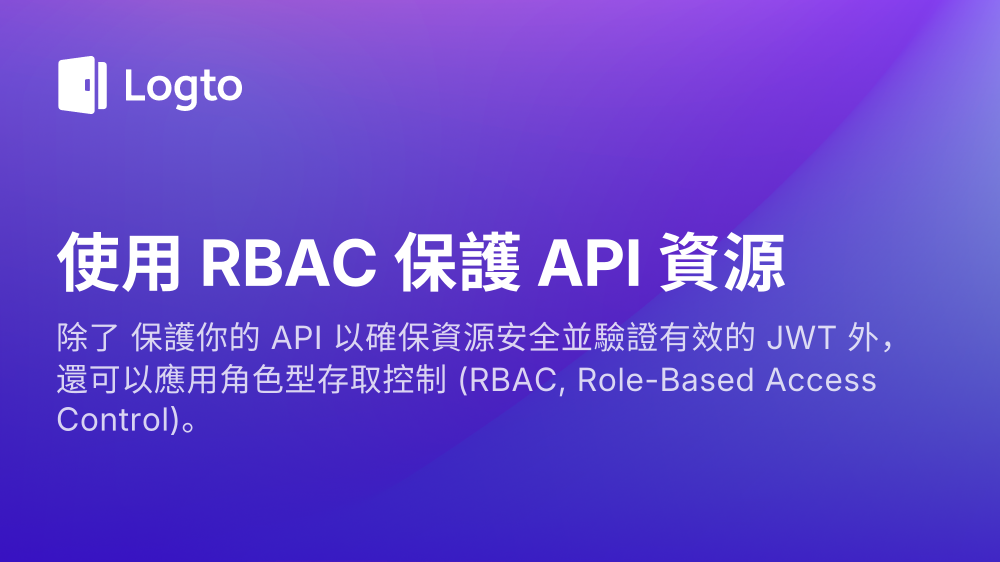 Logto
使用 RBAC 保護 API 資源
除了 保護你的 API 以確保資源安全並驗證有效的 JWT 外，
還可以應用角色型存取控制 (RBAC, Role-Based Access
Control)。